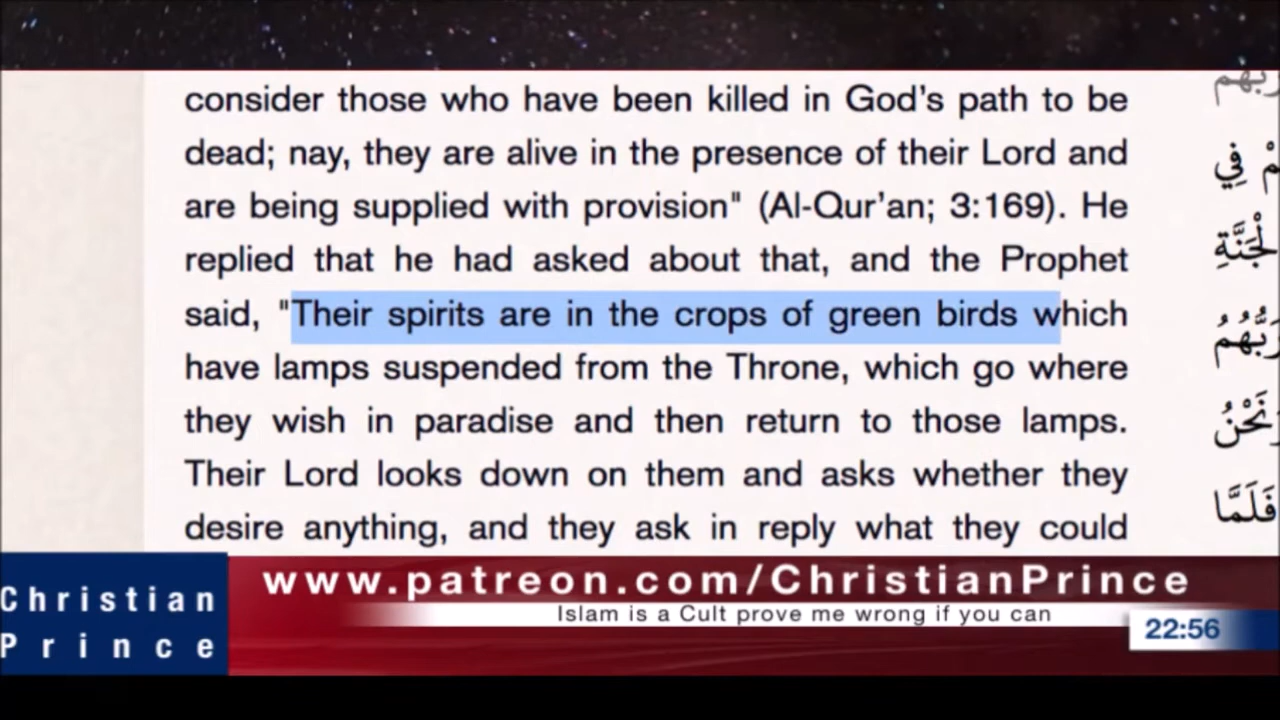 consider those who have been killed in God's path to be
dead; nay, they are alive in the presence of their Lord and
are being supplied with provision" (Al-Qur'an; 3:169). He
replied that he had asked about that, and the Prophet
said, "Their spirits are in the crops of green birds which
have lamps suspended from the Throne, which go where
they wish in paradise and then return to those lamps.
Their Lord looks down on them and asks whether they
desire anything, and they ask in reply what they could
فِي
الْجَنَّةِ
رَبُّهُمُ
نَحْنُ
فَلَمَّا
Christian
Prince
www.patreon.com/ChristianPrince
Islam is a Cult prove me wrong if you can
22:56